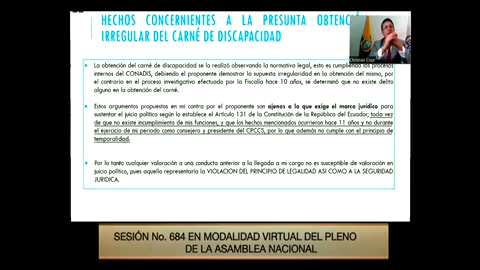 HECHOS CONCERNIENTES A LA PRESUNTA OBTENCIÓ
IRREGULAR DEL CARNÉ DE DISCAPACIDAD
Christian Cruz
La obtención del carné de discapacidad se la realizó observando la normativa legal, esto es cumpliendo los procesos
internos del CONADIS, debiendo el proponente demostrar la supuesta irregularidad en la obtención del mismo, por
el contrario en el proceso investigativo efectuado por la Fiscalía hace 10 años, se determinó que no existe delito
alguno en la obtención del carné.
Estos argumentos propuestos en mi contra por el proponente son ajenos a lo que exige el marco jurídico para
sustentar el juicio político según lo establece el Artículo 131 de la Constitución de la República del Ecuador, toda vez
de que no existe incumplimiento de mis funciones, y que los hechos mencionados ocurrieron hace 11 años y no durante
el ejercicio de mi periodo como consejero y presidente del CPCCS, por lo que además no cumple con el principio de
temporalidad.
Por lo tanto cualquier valoración a una conducta anterior a la llegada a mi cargo no es susceptible de valoración en
juicio político, pues aquello representaría la VIOLACION DEL PRINCIPIO DE LEGALIDAD ASI COMO A LA SEGURIDAD
JURIDICA.
SESIÓN No. 684 EN MODALIDAD VIRTUAL DEL PLENO
DE LA ASAMBLEA NACIONAL